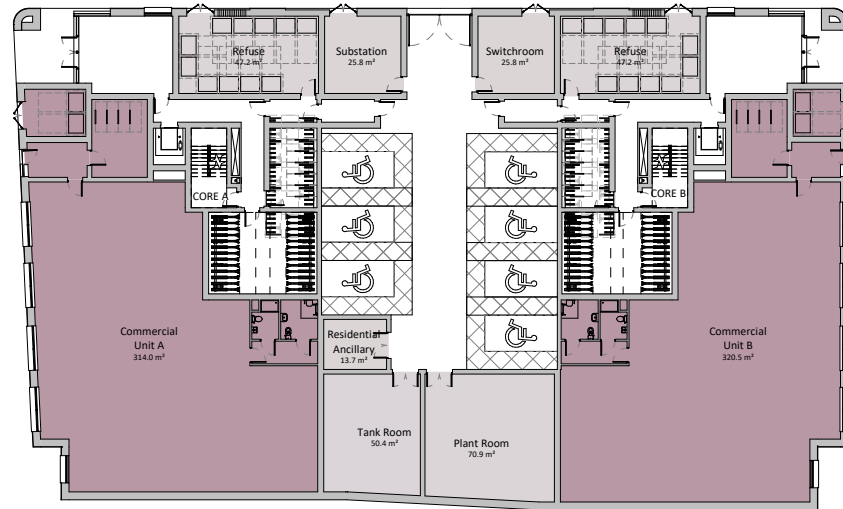 Refuse
47.2 m²
Substation
25.8 m²
Switchroom
25.8 m²
Refuse
47.2 m²
CORE A
CORE B
Commercial
Unit A
314.0 m²
Residential
Ancillary
13.7 m²
Commercial
Unit B
320.5 m²
Tank Room
50.4 m²
Plant Room
70.9 m²